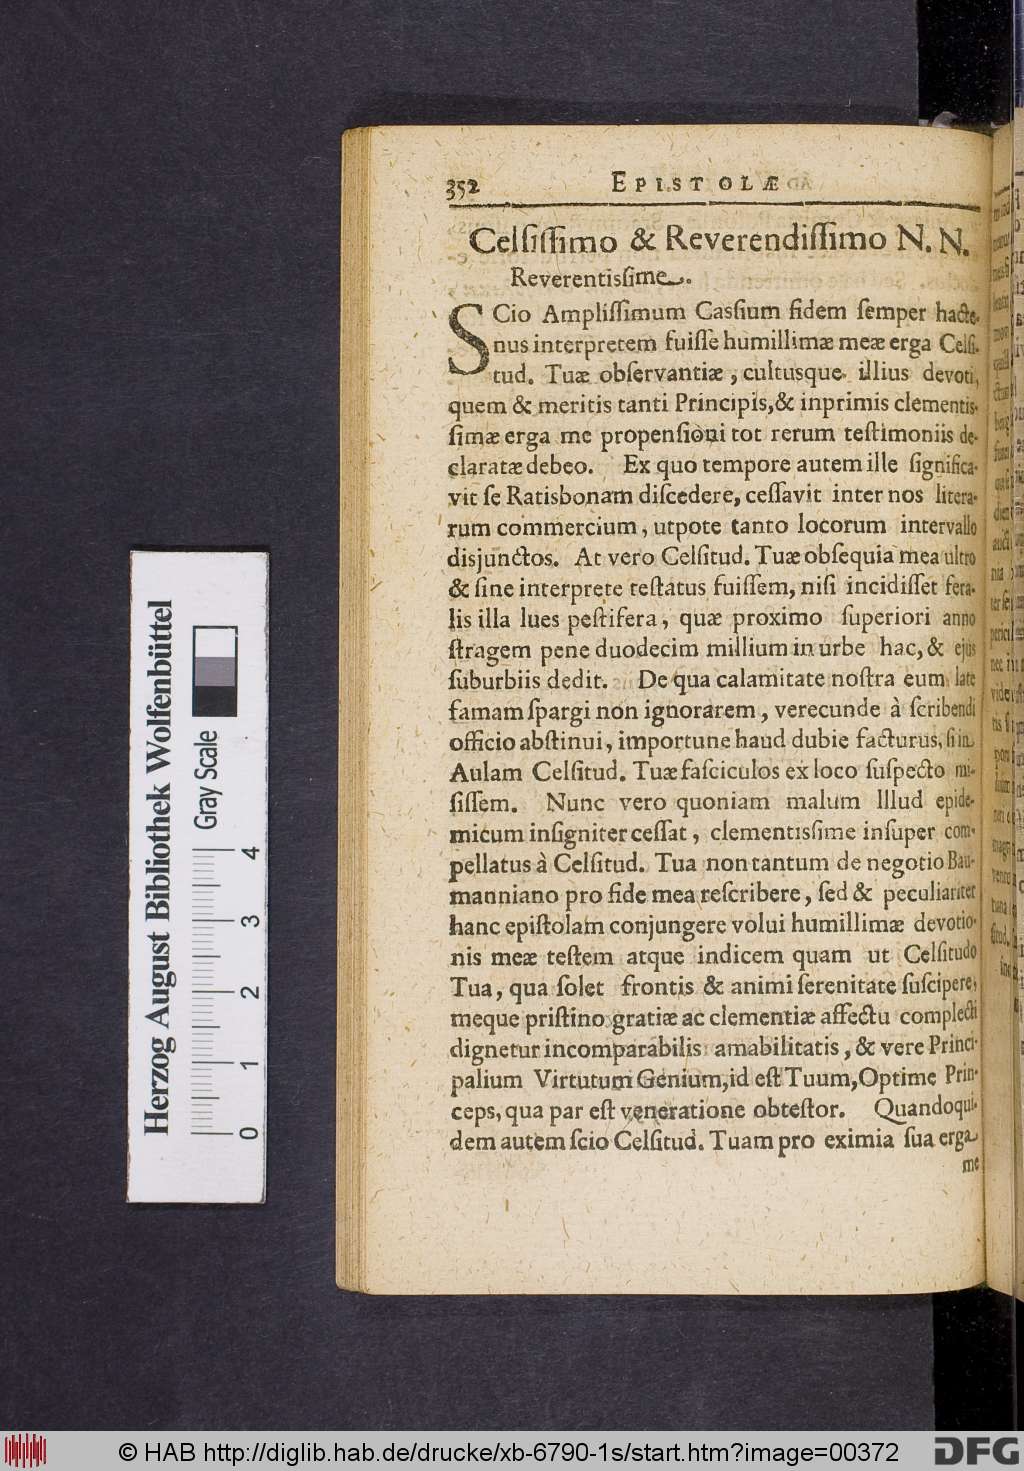 352 EPISTOLÆ
Celſiſſimo & Reverendiſſimo N. N.
Reverentisſime.
SCio Ampliſſimum Casſium fidem ſemper hacte-
nus interpretem fuiſſe humillimæ meæ erga Celſi-
tud. Tuæ obſervantiæ, cultusque illius devoti,
quem & meritis tanti Principis, & inprimis clementis-
ſimæ erga me propenſioni tot rerum teſtimoniis de-
claratæ debeo. Ex quo tempore autem ille ſignifica-
vit ſe Ratisbonam diſcedere, ceſſavit inter nos litera-
rum commercium, utpote tanto locorum intervallo
disjunctos. At vero Celſitud. Tuæ obſequia mea ultro
& ſine interprete teſtatus fuiſſem, niſi incidiſſet fera-
lis illa lues peſtifera, quæ proximo ſuperiori anno
ſtragem pene duodecim millium in urbe hac, & ejus
ſuburbiis dedit. De qua calamitate noſtra eum late
famam ſpargi non ignorarem, verecunde à ſcribendi
officio abſtinui, importune haud dubie facturus, ſi in
Aulam Celſitud. Tuæ faſciculos ex loco ſuſpecto mi-
ſiſſem. Nunc vero quoniam malum Illud epide-
micum inſigniter ceſſat, clementisſime inſuper com-
pellatus à Celſitud. Tua non tantum de negotio Bau-
manniano pro fide mea reſcribere, ſed & peculiariter
hanc epiſtolam conjungere volui humillimæ devotio-
nis meæ teſtem atque indicem quam ut Celſitudo
Tua, qua ſolet frontis & animi ſerenitate ſuſcipere,
meque priſtino gratiæ ac clementiæ affectu complecti
dignetur incomparabilis amabilitatis, & vere Princi-
palium Virtutum Genium, id eſt Tuum, Optime Prin-
ceps, qua par eſt veneratione obteſtor. Quandoqui-
dem autem ſcio Celſitud. Tuam pro eximia ſua erga
me
Herzog August Bibliothek Wolfenbüttel
Gray Scale
0 1 2 3 4
© HAB http://diglib.hab.de/drucke/xb-6790-1s/start.htm?image=00372
DFG